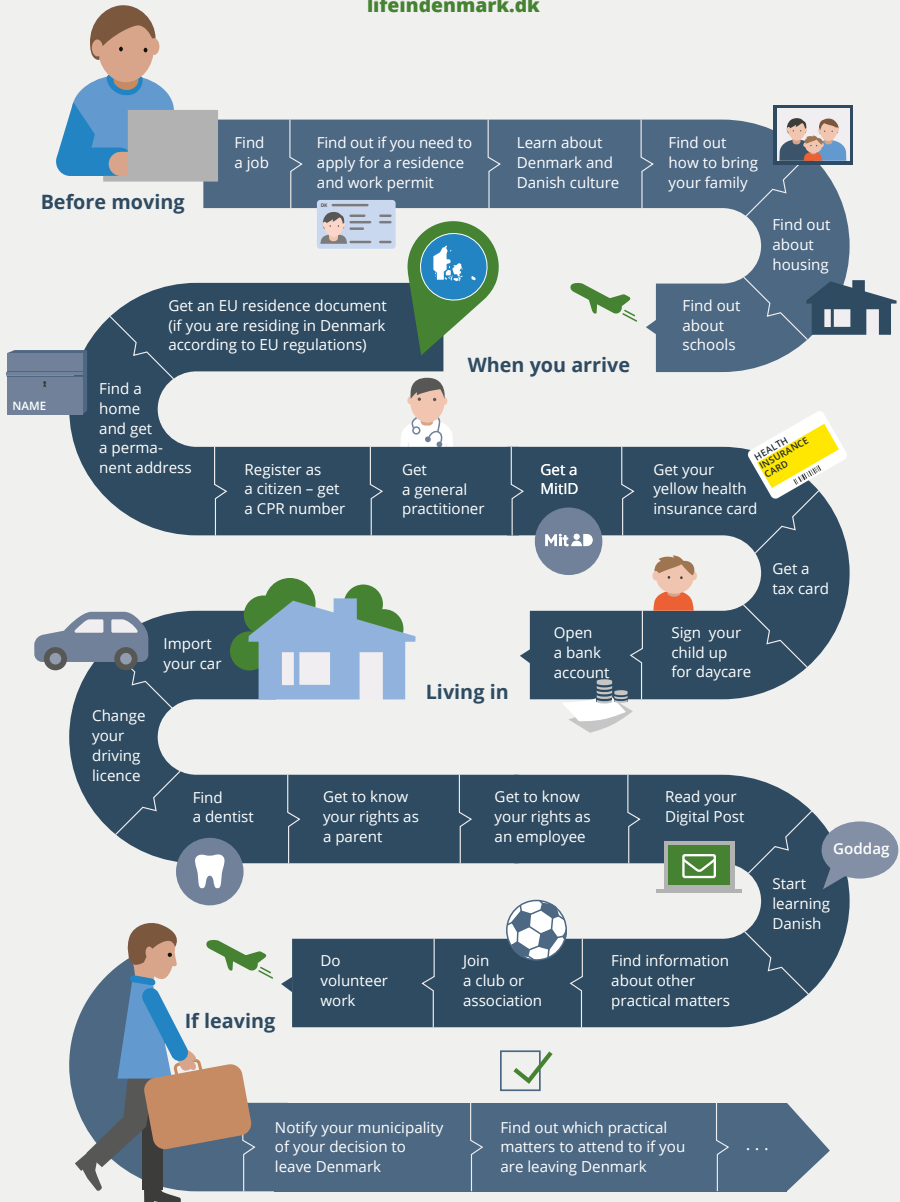 lifeindenmark.dk
Before moving
Find
a job
Find out if you need to
apply for a residence
and work permit
DK
Learn about
Denmark and
Danish culture
Find out
how to bring
your family
Find out
about
housing
Find out
about
schools
When you arrive
Get an EU residence document
(if you are residing in Denmark
according to EU regulations)
NAME
Find a
home
and get
a perma-
nent address
Register as
a citizen – get
a CPR number
Get
a general
practitioner
Get a
MitID
Mit ID
Get your
yellow health
insurance card
HEALTH
INSURANCE
CARD
Get a
tax card
Sign your
child up
for daycare
Open
a bank
account
Living in
Import
your car
Change
your
driving
licence
Find
a dentist
Get to know
your rights as
a parent
Get to know
your rights as
an employee
Read your
Digital Post
Goddag
Start
learning
Danish
Find information
about other
practical matters
Join
a club or
association
Do
volunteer
work
If leaving
Notify your municipality
of your decision to
leave Denmark
Find out which practical
matters to attend to if you
are leaving Denmark
. . .